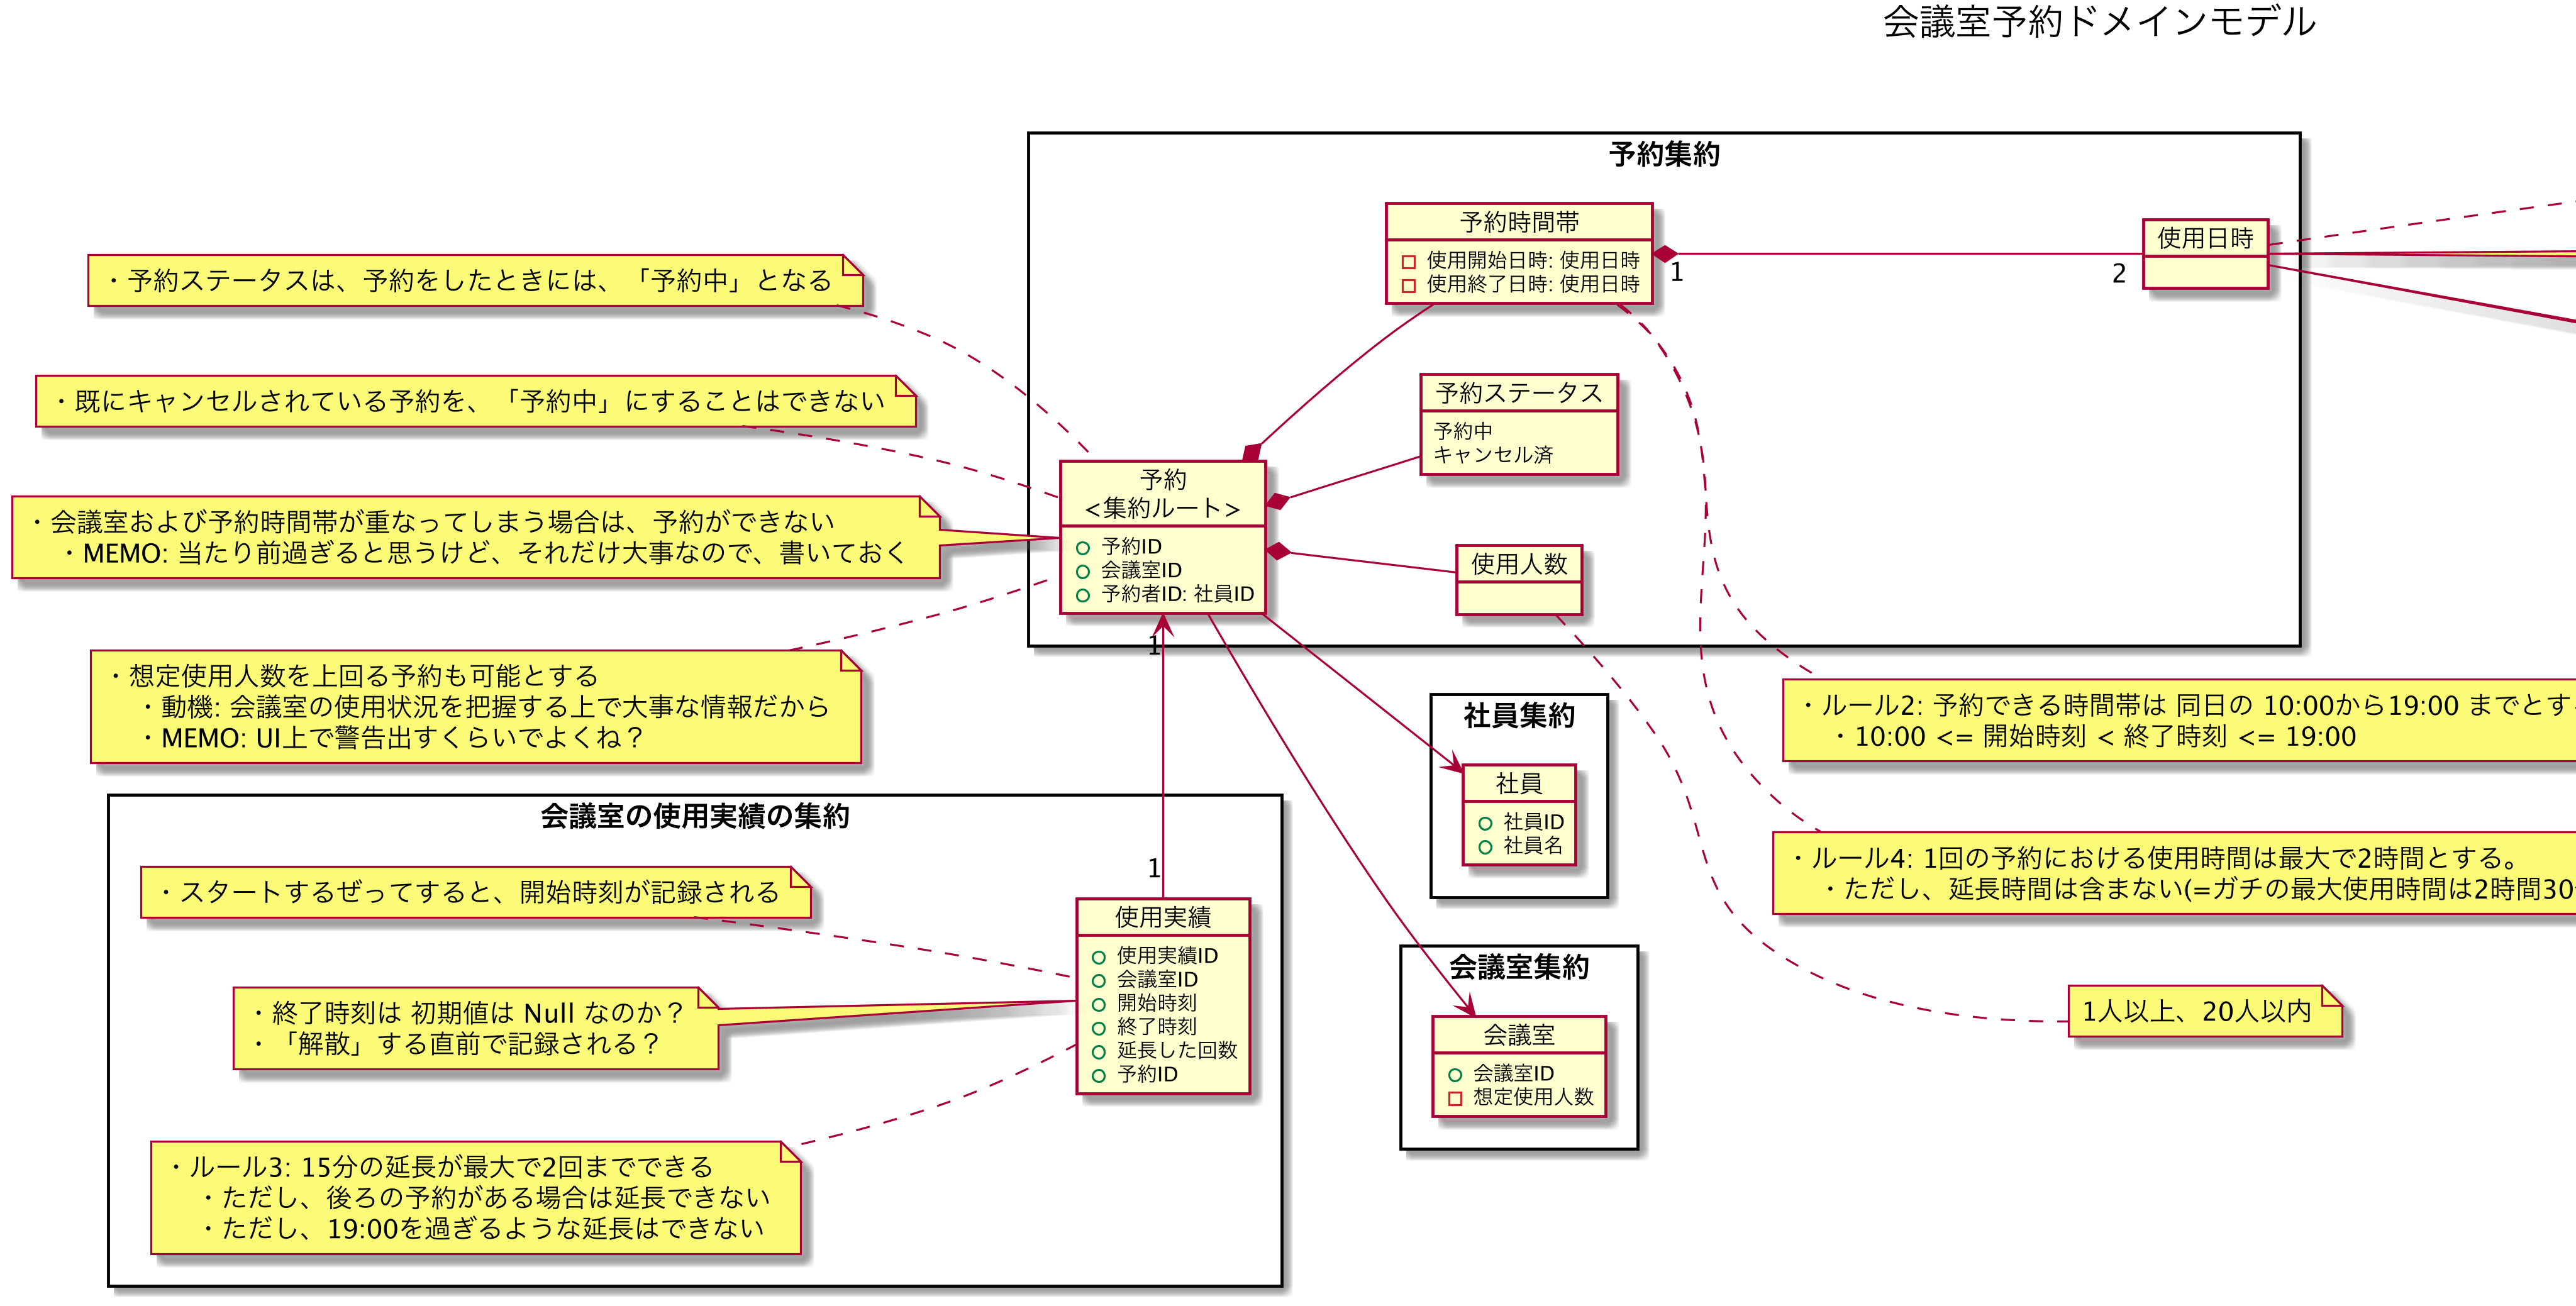 会議室予約ドメインモデル
予約集約
予約時間帯
使用開始日時: 使用日時
使用終了日時: 使用日時
1
2
使用日時
・予約ステータスは、予約をしたときには、「予約中」となる
・既にキャンセルされている予約を、「予約中」にすることはできない
予約ステータス
予約中
キャンセル済
・会議室および予約時間帯が重なってしまう場合は、予約ができない
・MEMO: 当たり前過ぎると思うけど、それだけ大事なので、書いておく
予約
<集約ルート>
予約ID
会議室ID
予約者ID: 社員ID
使用人数
1
・想定使用人数を上回る予約も可能とする
・動機: 会議室の使用状況を把握する上で大事な情報だから
・MEMO: UI上で警告出すくらいでよくね？
・ルール2: 予約できる時間帯は 同日の 10:00から19:00 までとす
・10:00 <= 開始時刻 < 終了時刻 <= 19:00
社員集約
社員
社員ID
社員名
・ルール4: 1回の予約における使用時間は最大で2時間とする。
・ただし、延長時間は含まない(=ガチの最大使用時間は2時間30
会議室の使用実績の集約
1
・スタートするぜってすると、開始時刻が記録される
使用実績
使用実績ID
会議室ID
開始時刻
終了時刻
延長した回数
予約ID
・終了時刻は 初期値は Null なのか？
・「解散」する直前で記録される？
・ルール3: 15分の延長が最大で2回までできる
・ただし、後ろの予約がある場合は延長できない
・ただし、19:00を過ぎるような延長はできない
会議室集約
会議室
会議室ID
想定使用人数
1人以上、20人以内